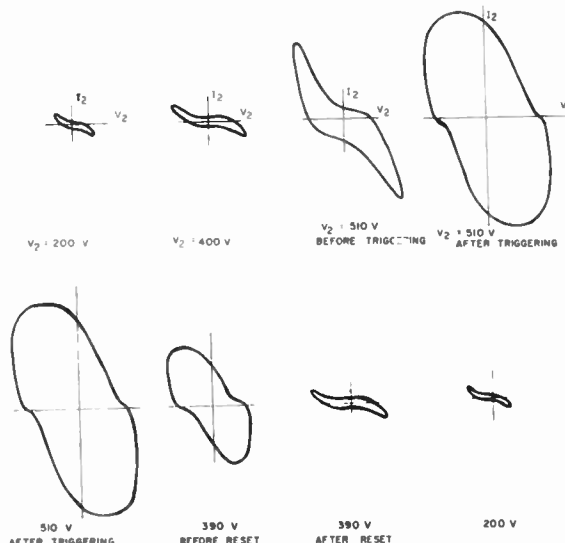 I2
V2
V2 = 200 V
I2
V2
V2 = 400 V
I2
V2
V2 = 510 V
BEFORE TRIGGERING
I2
V
V2 = 510 V
AFTER TRIGGERING
510 V
AFTER TRIGGERING
390 V
BEFORE RESET
390 V
AFTER RESET
200 V